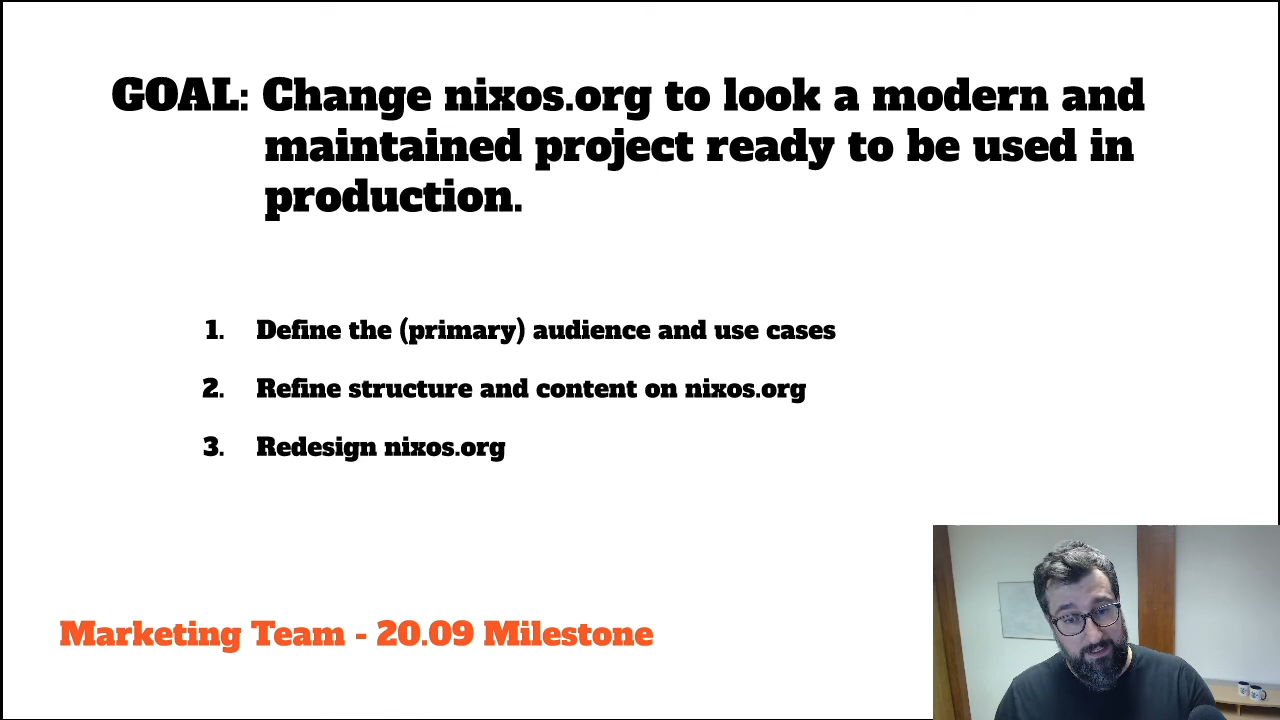 GOAL: Change nixos.org to look a modern and
maintained project ready to be used in
production.
1. Define the (primary) audience and use cases
2. Refine structure and content on nixos.org
3. Redesign nixos.org
Marketing Team - 20.09 Milestone